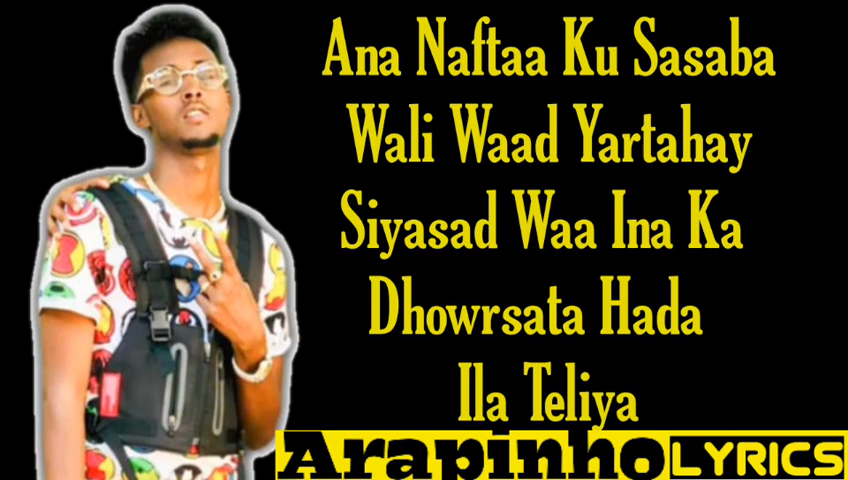 Ana Naftaa Ku Sasaba
Wali Waad Yartahay
Siyasad Waa Ina Ka
Dhowrsata Hada
Ila Teliya
Arapinho LYRICS